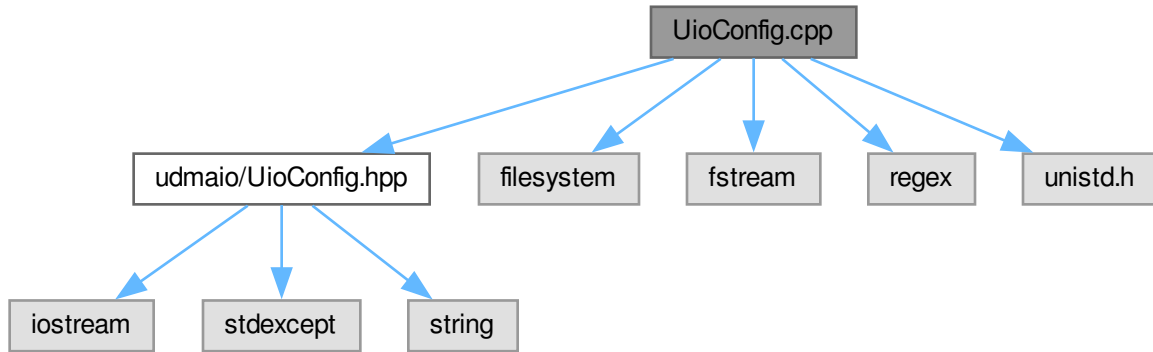 UioConfig.cpp
udmaio/UioConfig.hpp
filesystem
fstream
regex
unistd.h
iostream
stdexcept
string